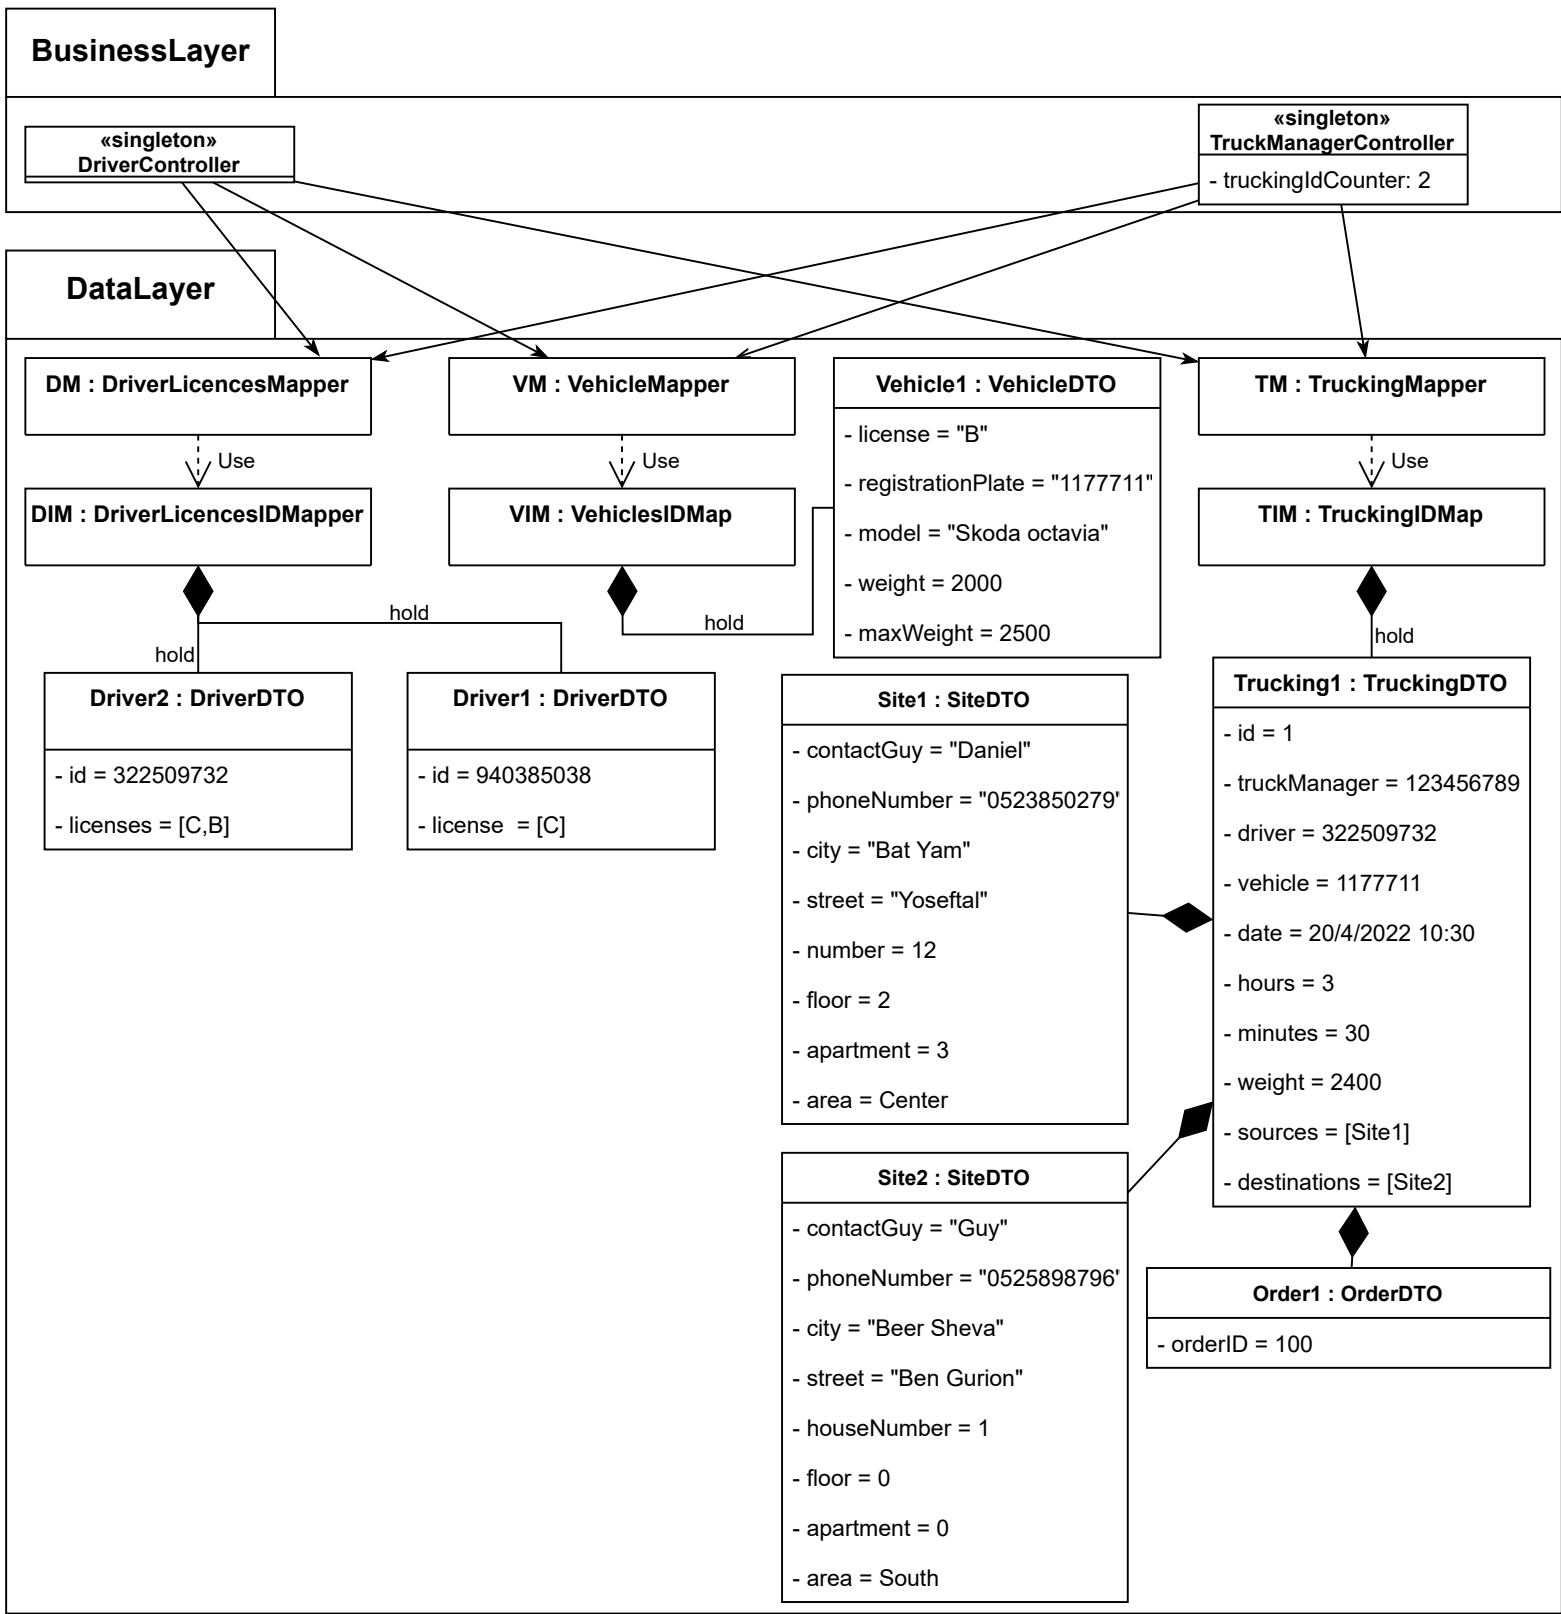 BusinessLayer
«singleton»
DriverController
«singleton»
TruckManagerController
- truckingIdCounter: 2
DataLayer
DM : DriverLicencesMapper
Use
DIM : DriverLicencesIDMapper
hold
hold
Driver2 : DriverDTO
- id = 322509732
- licenses = [C,B]
Driver1 : DriverDTO
- id = 940385038
- license  = [C]
VM : VehicleMapper
Use
VIM : VehiclesIDMap
hold
Vehicle1 : VehicleDTO
- license = "B"
- registrationPlate = "1177711"
- model = "Skoda octavia"
- weight = 2000
- maxWeight = 2500
TM : TruckingMapper
Use
TIM : TruckingIDMap
hold
Site1 : SiteDTO
- contactGuy = "Daniel"
- phoneNumber = "0523850279'
- city = "Bat Yam"
- street = "Yoseftal"
- number = 12
- floor = 2
- apartment = 3
- area = Center
Trucking1 : TruckingDTO
- id = 1
- truckManager = 123456789
- driver = 322509732
- vehicle = 1177711
- date = 20/4/2022 10:30
- hours = 3
- minutes = 30
- weight = 2400
- sources = [Site1]
- destinations = [Site2]
Site2 : SiteDTO
- contactGuy = "Guy"
- phoneNumber = "0525898796'
- city = "Beer Sheva"
- street = "Ben Gurion"
- houseNumber = 1
- floor = 0
- apartment = 0
- area = South
Order1 : OrderDTO
- orderID = 100